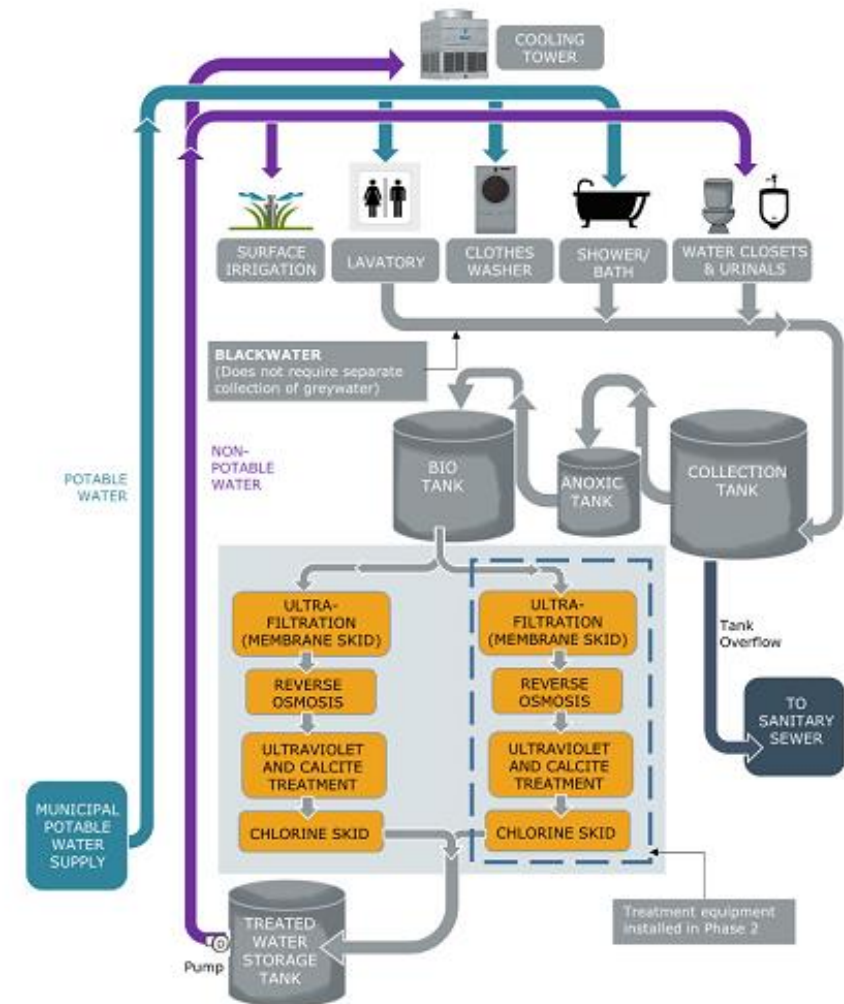 COOLING
TOWER
SURFACE
IRRIGATION
LAVATORY
CLOTHES
WASHER
SHOWER/
BATH
WATER CLOSETS
& URINALS
BLACKWATER
(Does not require separate
collection of greywater)
POTABLE
WATER
NON-
POTABLE
WATER
BIO
TANK
ANOXIC
TANK
COLLECTION
TANK
ULTRA-
FILTRATION
(MEMBRANE SKID)
REVERSE
OSMOSIS
ULTRAVIOLET
AND CALCITE
TREATMENT
CHLORINE SKID
ULTRA-
FILTRATION
(MEMBRANE SKID)
REVERSE
OSMOSIS
ULTRAVIOLET
AND CALCITE
TREATMENT
CHLORINE SKID
Tank
Overflow
TO
SANITARY
SEWER
MUNICIPAL
POTABLE
WATER
SUPPLY
Treatment equipment
installed in Phase 2
TREATED
WATER
STORAGE
TANK
Pump